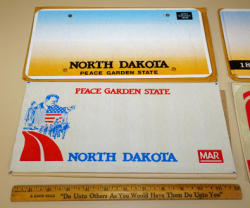 NORTH DAKOTA
PEACE GARDEN STATE
PEACE GARDEN STATE
NORTH DAKOTA
MAR
"Do Unto Others As You Would Have Them Do Unto You"